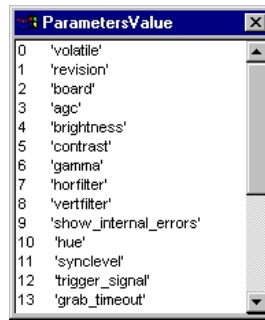 ParametersValue
0 'volatile'
1 'revision'
2 'board'
3 'agc'
4 'brightness'
5 'contrast'
6 'gamma'
7 'horfilter'
8 'vertfilter'
9 'show_internal_errors'
10 'hue'
11 'synclevel'
12 'trigger_signal'
13 'grab_timeout'